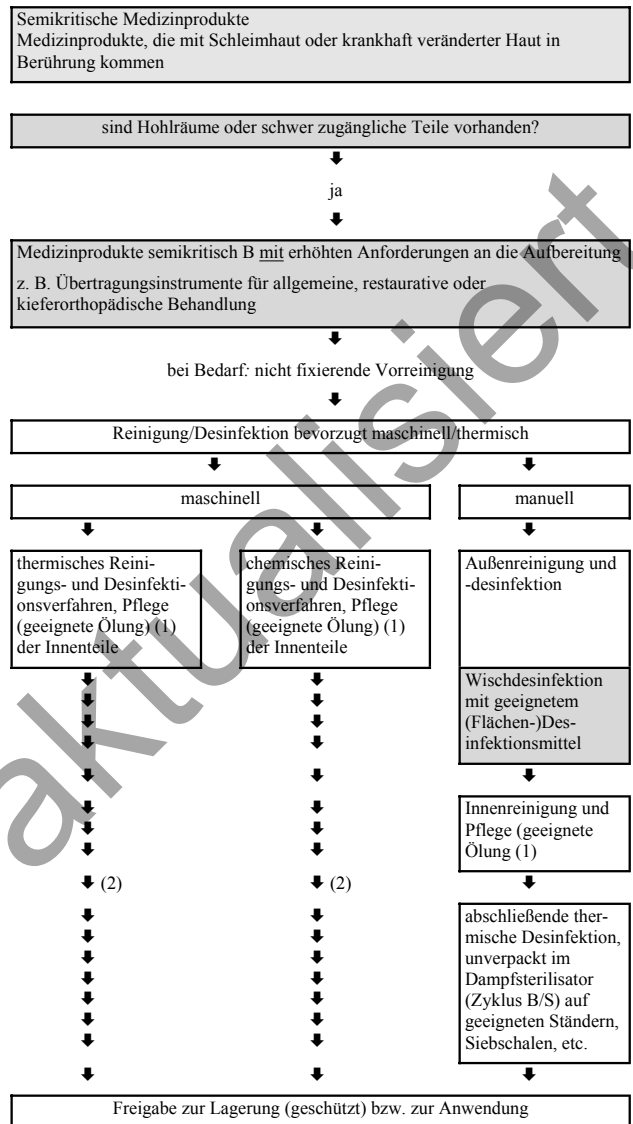 Semikritische Medizinprodukte
Medizinprodukte, die mit Schleimhaut oder krankhaft veränderter Haut in
Berührung kommen
sind Hohlräume oder schwer zugängliche Teile vorhanden?
ja
Medizinprodukte semikritisch B mit erhöhten Anforderungen an die Aufbereitung
z. B. Übertragungsinstrumente für allgemeine, restaurative oder
kieferorthopädische Behandlung
bei Bedarf: nicht fixierende Vorreinigung
Reinigung/Desinfektion bevorzugt maschinell/thermisch
maschinell
manuell
thermisches Reini-
gungs- und Desinfekti-
onsverfahren, Pflege
(geeignete Ölung) (1)
der Innenteile
chemisches Reini-
gungs- und Desinfekti-
onsverfahren, Pflege
(geeignete Ölung) (1)
der Innenteile
Außenreinigung und
-desinfektion
Wischdesinfektion
mit geeignetem
(Flächen-)Des-
infektionsmittel
Innenreinigung und
Pflege (geeignete
Ölung (1)
(2)
(2)
abschließende ther-
mische Desinfektion,
unverpackt im
Dampfsterilisator
(Zyklus B/S) auf
geeigneten Ständern,
Siebschalen, etc.
Freigabe zur Lagerung (geschützt) bzw. zur Anwendung
aktualisiert